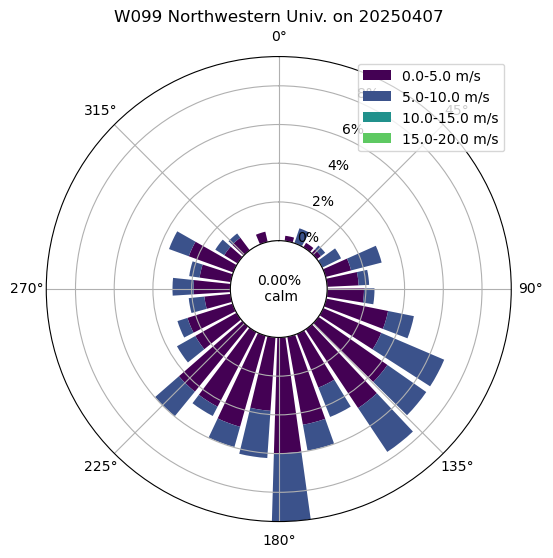 W099 Northwestern Univ. on 20250407
0°
0.0-5.0 m/s
5.0-10.0 m/s
10.0-15.0 m/s
15.0-20.0 m/s
8%
45°
315°
6%
4%
2%
0%
0.00%
calm
270°
90°
225°
135°
180°